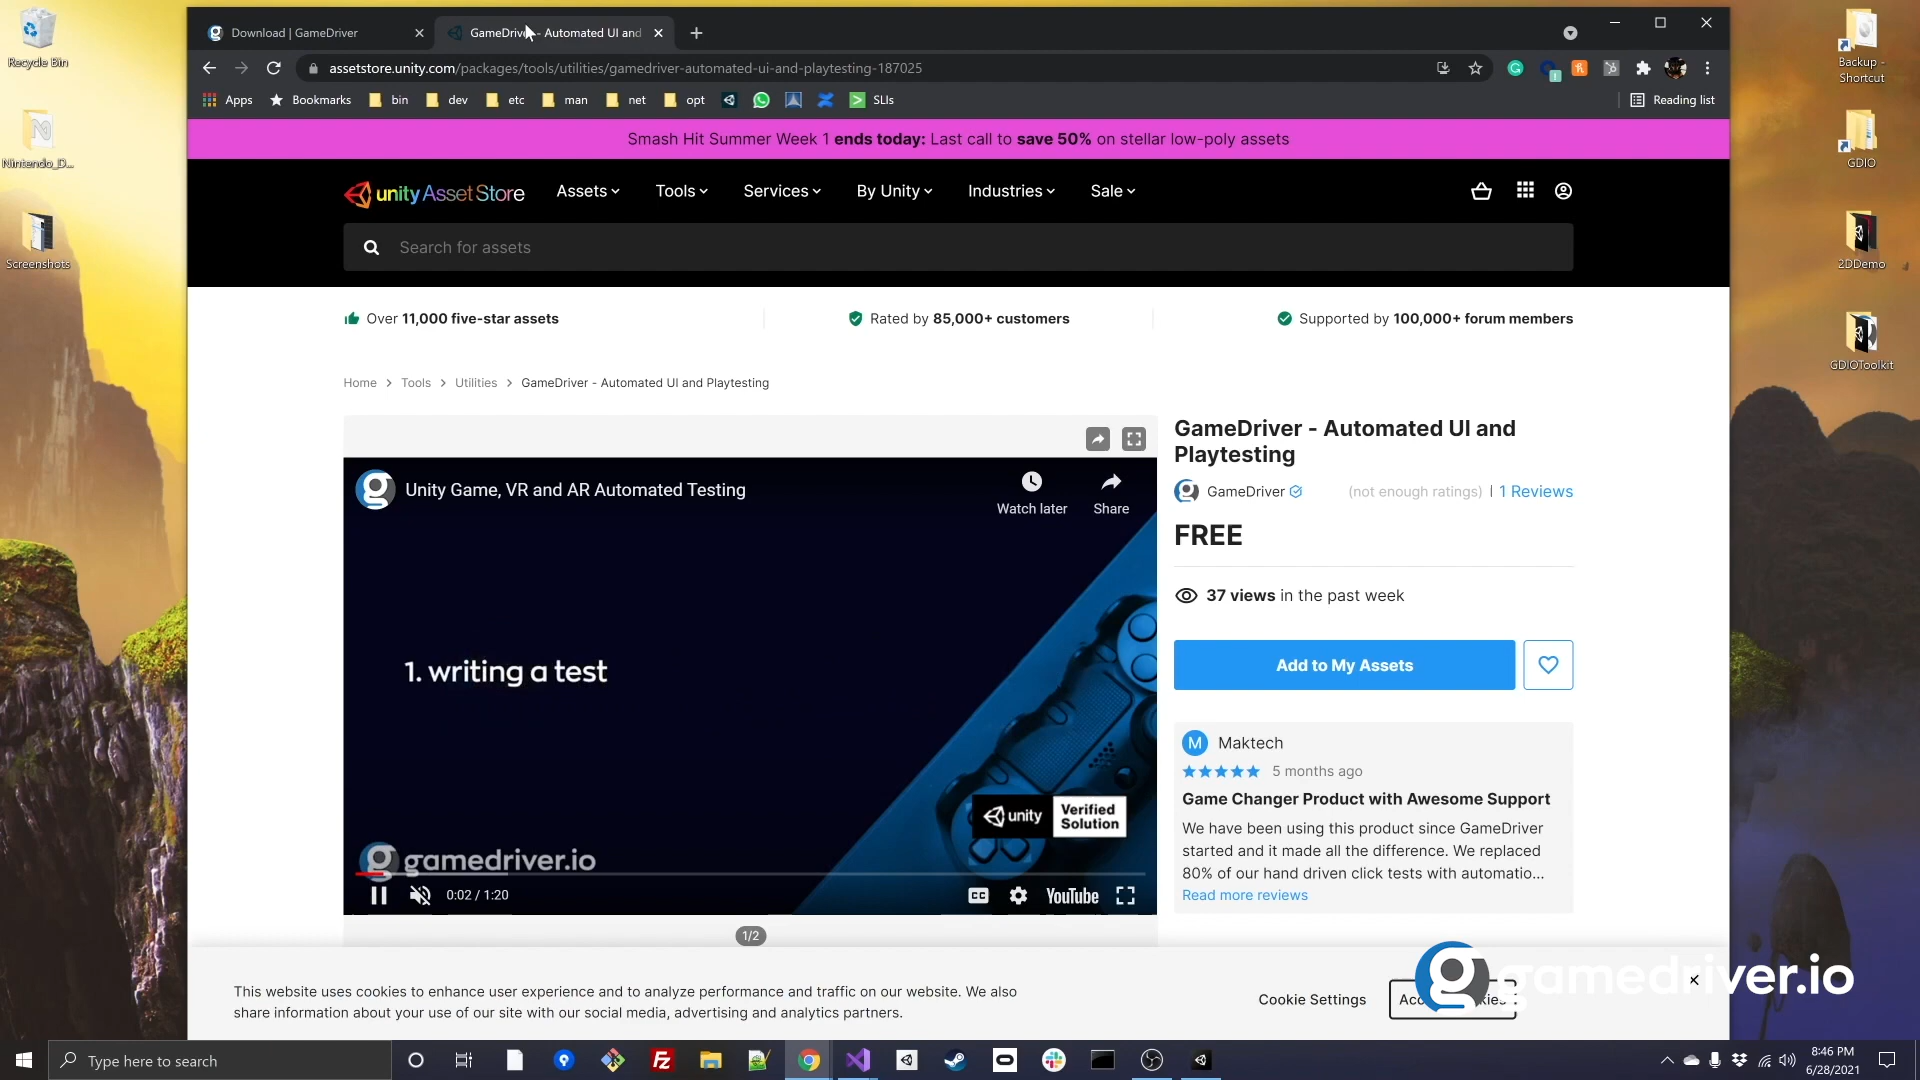 Recycle Bin
Nintendo_D...
Screenshots
Backup -
Shortcut
GDIO
2DDemo
GDIOToolkit
Download | GameDriver
GameDriv - Automated UI and
assetstore.unity.com/packages/tools/utilities/gamedriver-automated-ui-and-playtesting-187025
Apps
Bookmarks
bin
dev
etc
man
net
opt
SLIs
Reading list
Smash Hit Summer Week 1 ends today: Last call to save 50% on stellar low-poly assets
unity Asset Store
Assets
Tools
Services
By Unity
Industries
Sale
Search for assets
Over 11,000 five-star assets
Rated by 85,000+ customers
Supported by 100,000+ forum members
Home > Tools > Utilities > GameDriver - Automated UI and Playtesting
Unity Game, VR and AR Automated Testing
Watch later
Share
1. writing a test
unity
Verified
Solution
gamedriver.io
0:02 / 1:20
CC
YouTube
1/2
GameDriver - Automated UI and
Playtesting
GameDriver
(not enough ratings) | 1 Reviews
FREE
37 views in the past week
Add to My Assets
M Maktech
5 months ago
Game Changer Product with Awesome Support
We have been using this product since GameDriver
started and it made all the difference. We replaced
80% of our hand driven click tests with automatio...
Read more reviews
This website uses cookies to enhance user experience and to analyze performance and traffic on our website. We also
share information about your use of our site with our social media, advertising and analytics partners.
Cookie Settings
gamedriver.io
Type here to search
8:46 PM
6/28/2021